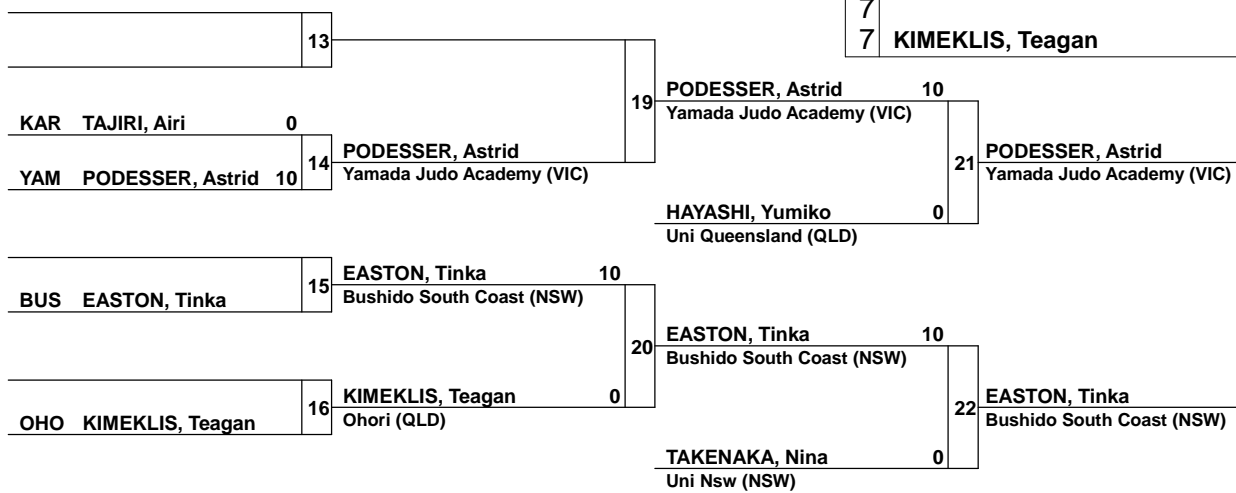 7
7 KIMEKLIS, Teagan
13
PODESSER, Astrid 10
19
Yamada Judo Academy (VIC)
KAR TAJIRI, Airi 0
14
PODESSER, Astrid
YAM PODESSER, Astrid 10
Yamada Judo Academy (VIC)
21
PODESSER, Astrid
Yamada Judo Academy (VIC)
HAYASHI, Yumiko 0
Uni Queensland (QLD)
15
EASTON, Tinka 10
BUS EASTON, Tinka
Bushido South Coast (NSW)
20
EASTON, Tinka 10
Bushido South Coast (NSW)
16
KIMEKLIS, Teagan 0
OHO KIMEKLIS, Teagan
Ohori (QLD)
22
EASTON, Tinka
Bushido South Coast (NSW)
TAKENAKA, Nina 0
Uni Nsw (NSW)